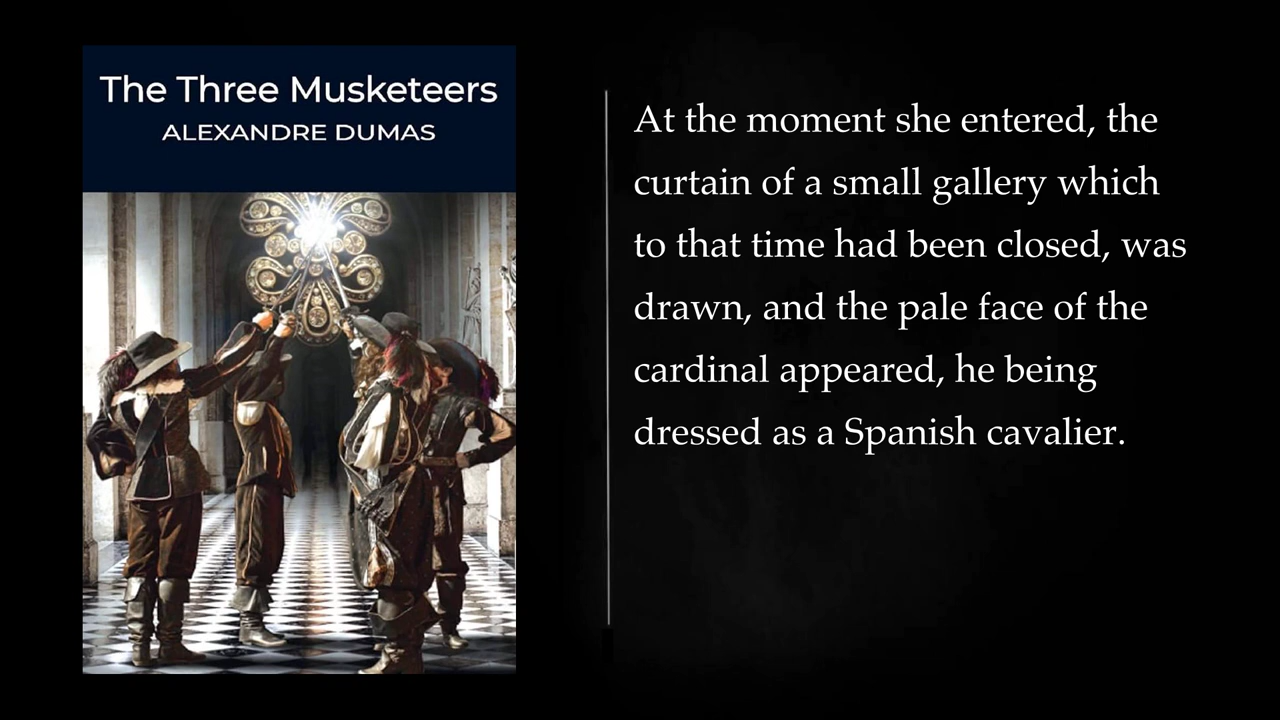 The Three Musketeers
ALEXANDRE DUMAS
At the moment she entered, the
curtain of a small gallery which
to that time had been closed, was
drawn, and the pale face of the
cardinal appeared, he being
dressed as a Spanish cavalier.